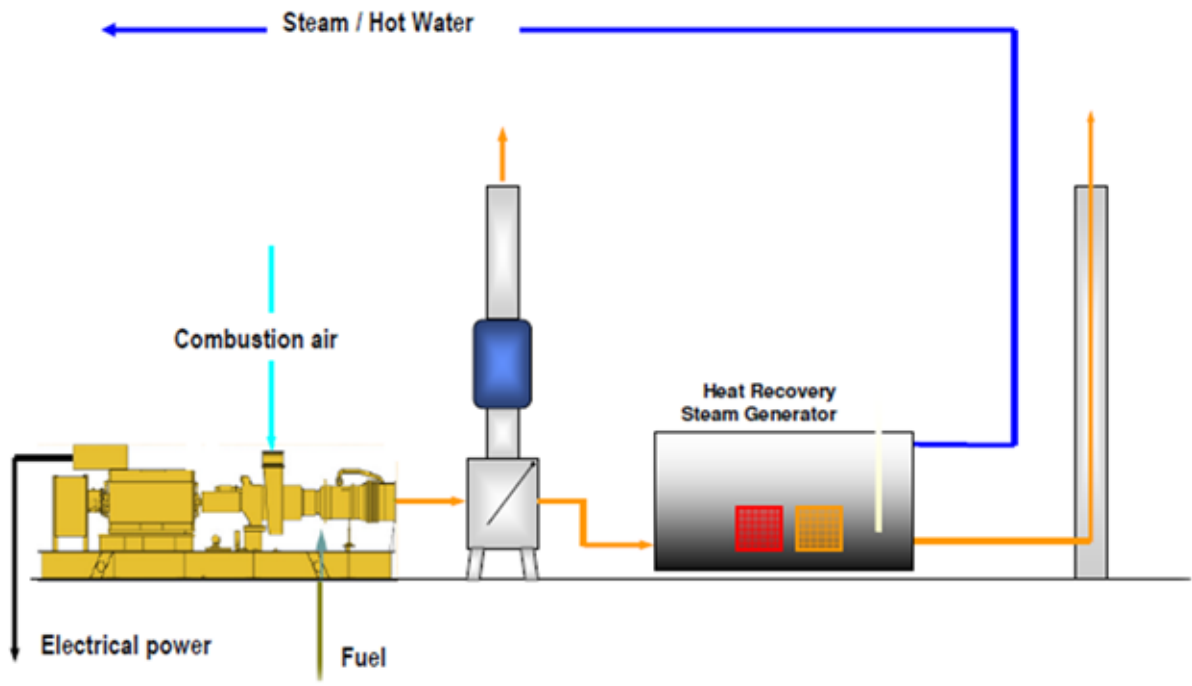 Steam / Hot Water
Combustion air
Heat Recovery
Steam Generator
Electrical power
Fuel